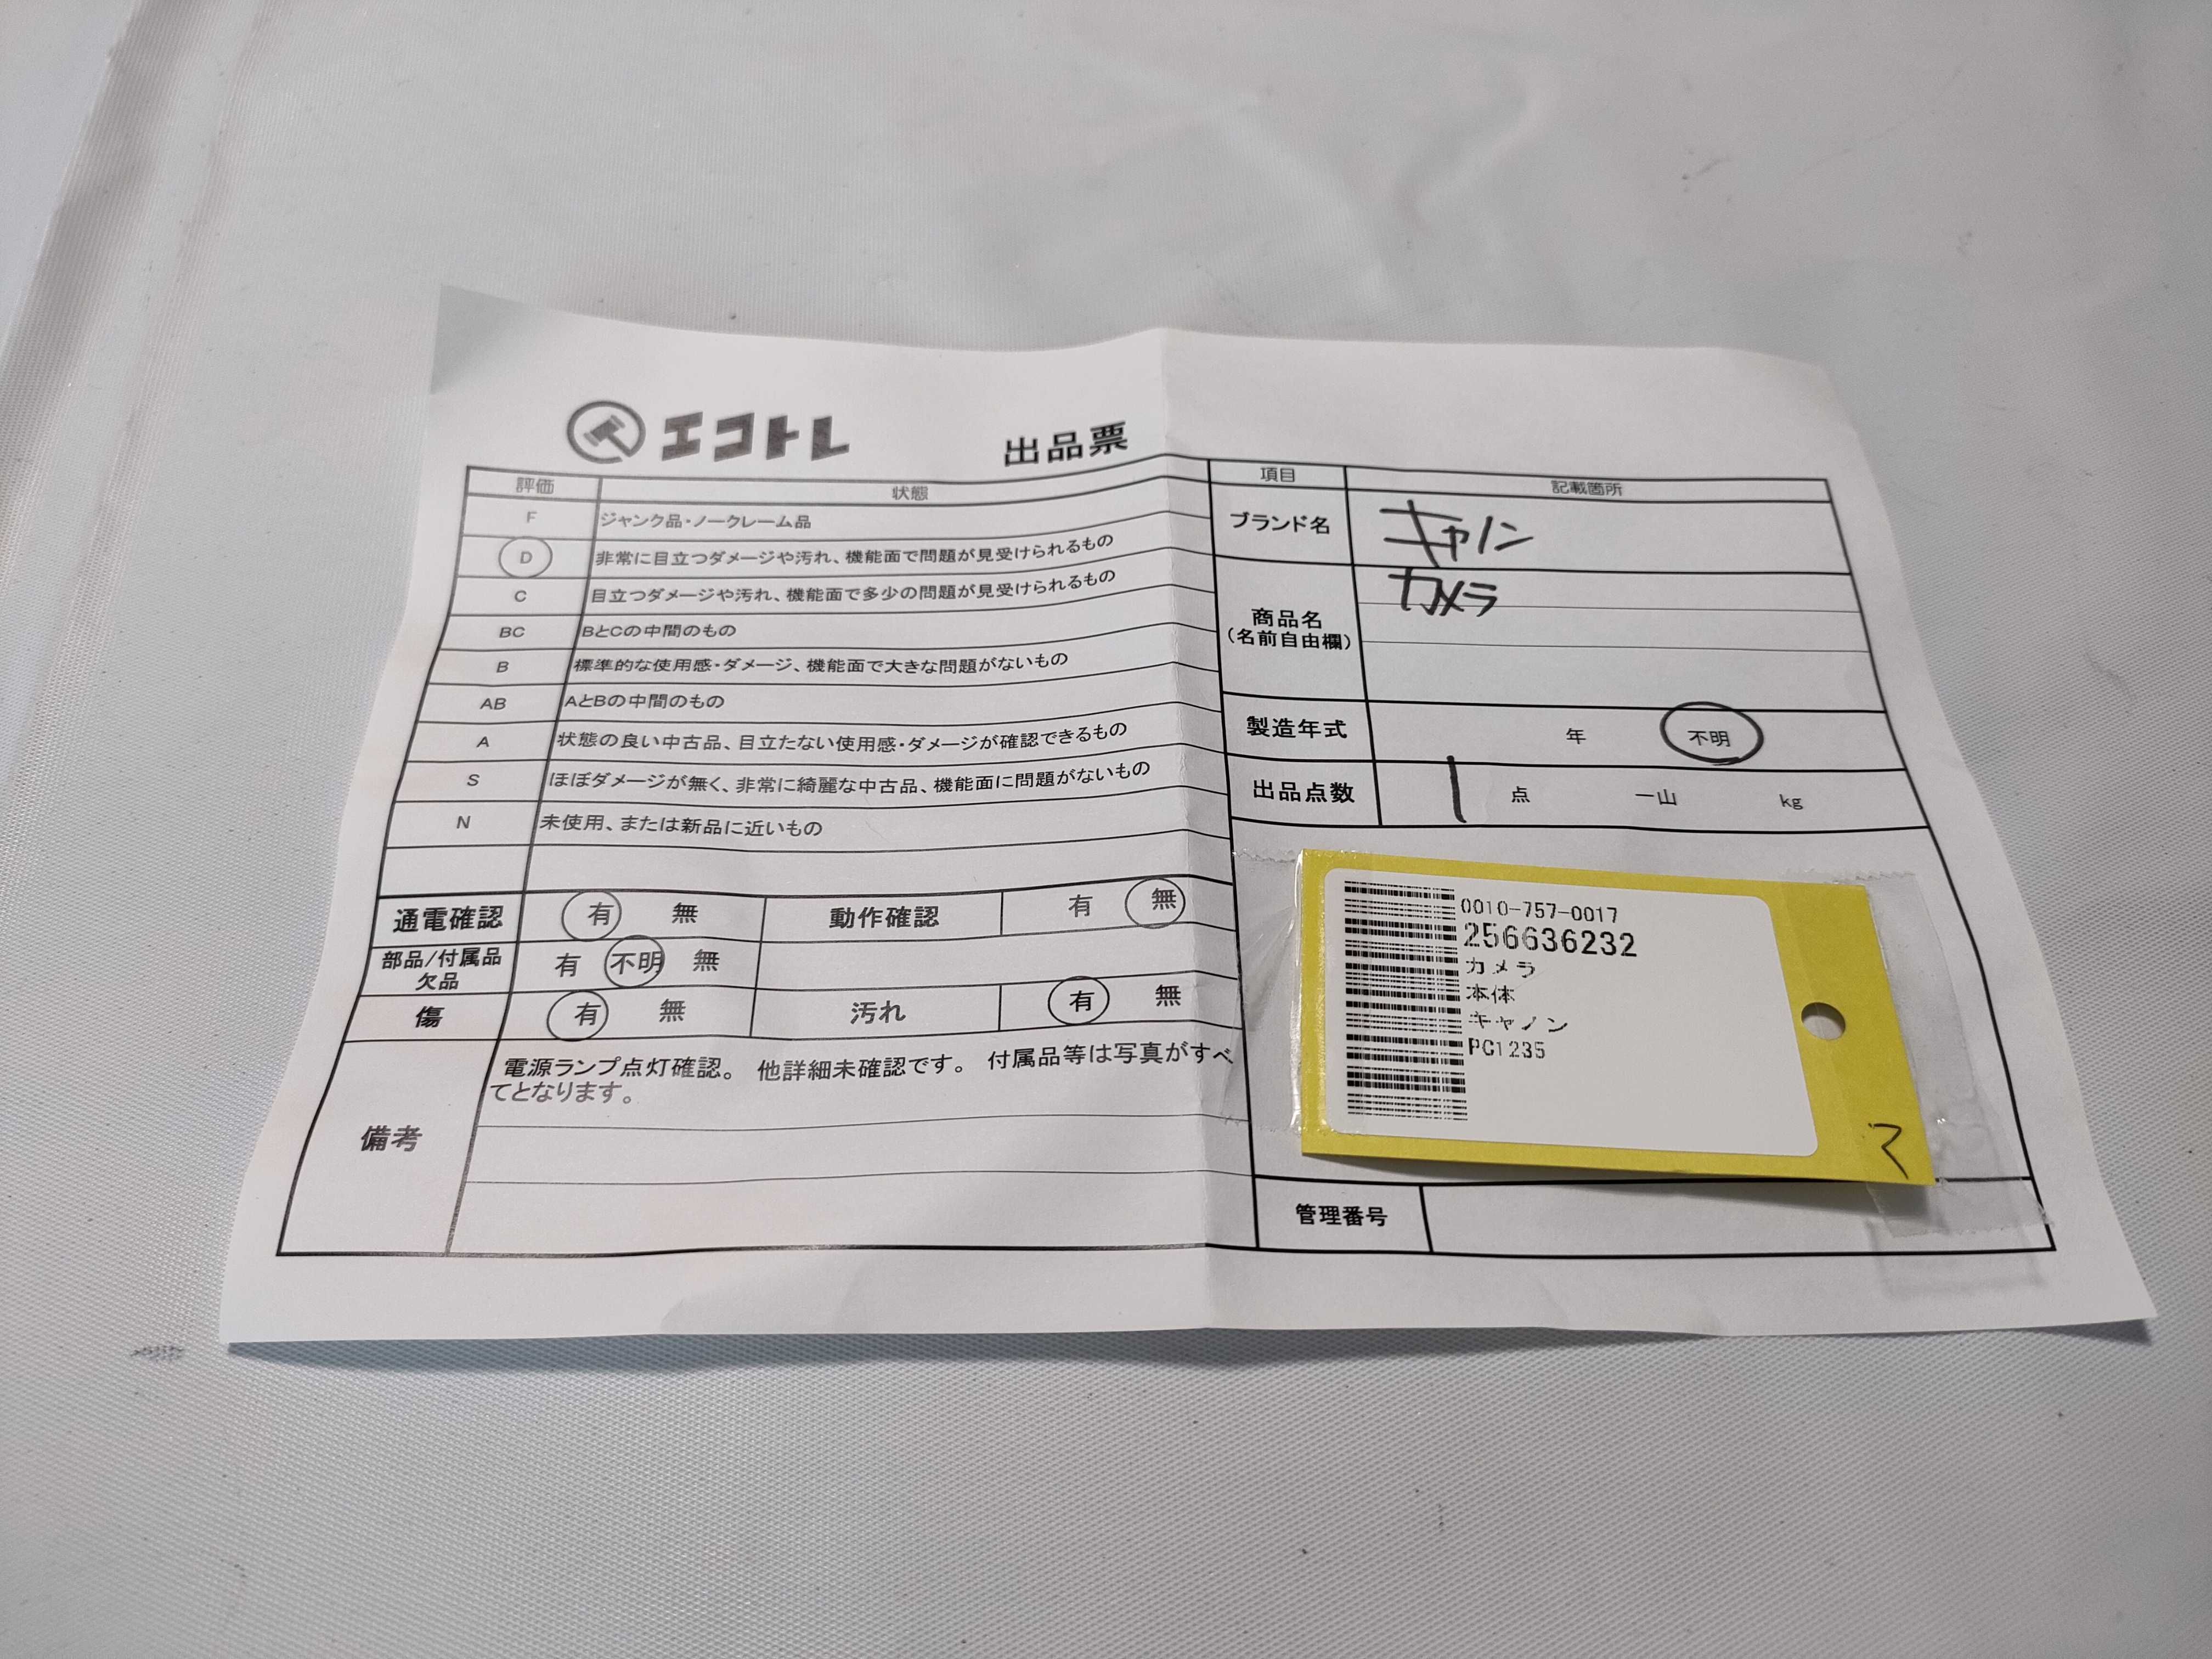 エコトレ 出品票
評価 状態
F ジャンク品・ノークレーム品
D 非常に目立つダメージや汚れ、機能面で問題が見受けられるもの
C 目立つダメージや汚れ、機能面で多少の問題が見受けられるもの
BC BとCの中間のもの
B 標準的な使用感・ダメージ、機能面で大きな問題がないもの
AB AとBの中間のもの
A 状態の良い中古品、目立たない使用感・ダメージが確認できるもの
S ほぼダメージが無く、非常に綺麗な中古品、機能面に問題がないもの
N 未使用、または新品に近いもの
通電確認 有 無 動作確認 有 無
部品/付属品
欠品 有 不明 無
傷 有 無 汚れ 有 無
備考
電源ランプ点灯確認。 他詳細未確認です。 付属品等は写真がすべ
てとなります。
項目 記載箇所
ブランド名 キャノン
商品名
(名前自由欄)
カメラ
製造年式 年 不明
出品点数 1 点 一山 kg
0010-757-0017
256636232
カメラ
本体
キャノン
PC1235
管理番号